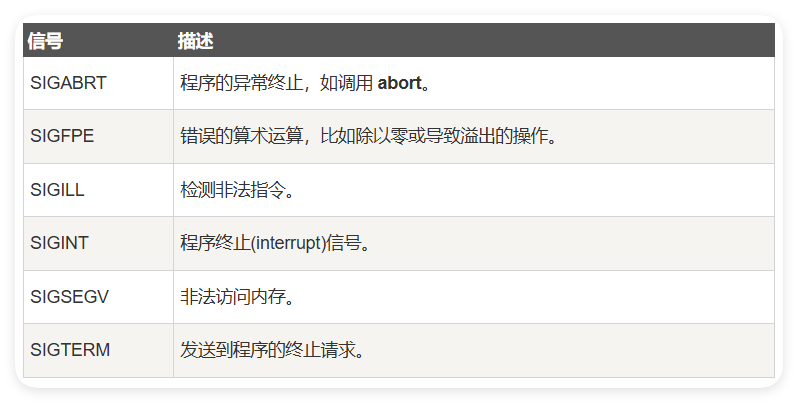 信号 描述
SIGABRT 程序的异常终止，如调用 abort。
SIGFPE 错误的算术运算，比如除以零或导致溢出的操作。
SIGILL 检测非法指令。
SIGINT 程序终止(interrupt)信号。
SIGSEGV 非法访问内存。
SIGTERM 发送到程序的终止请求。